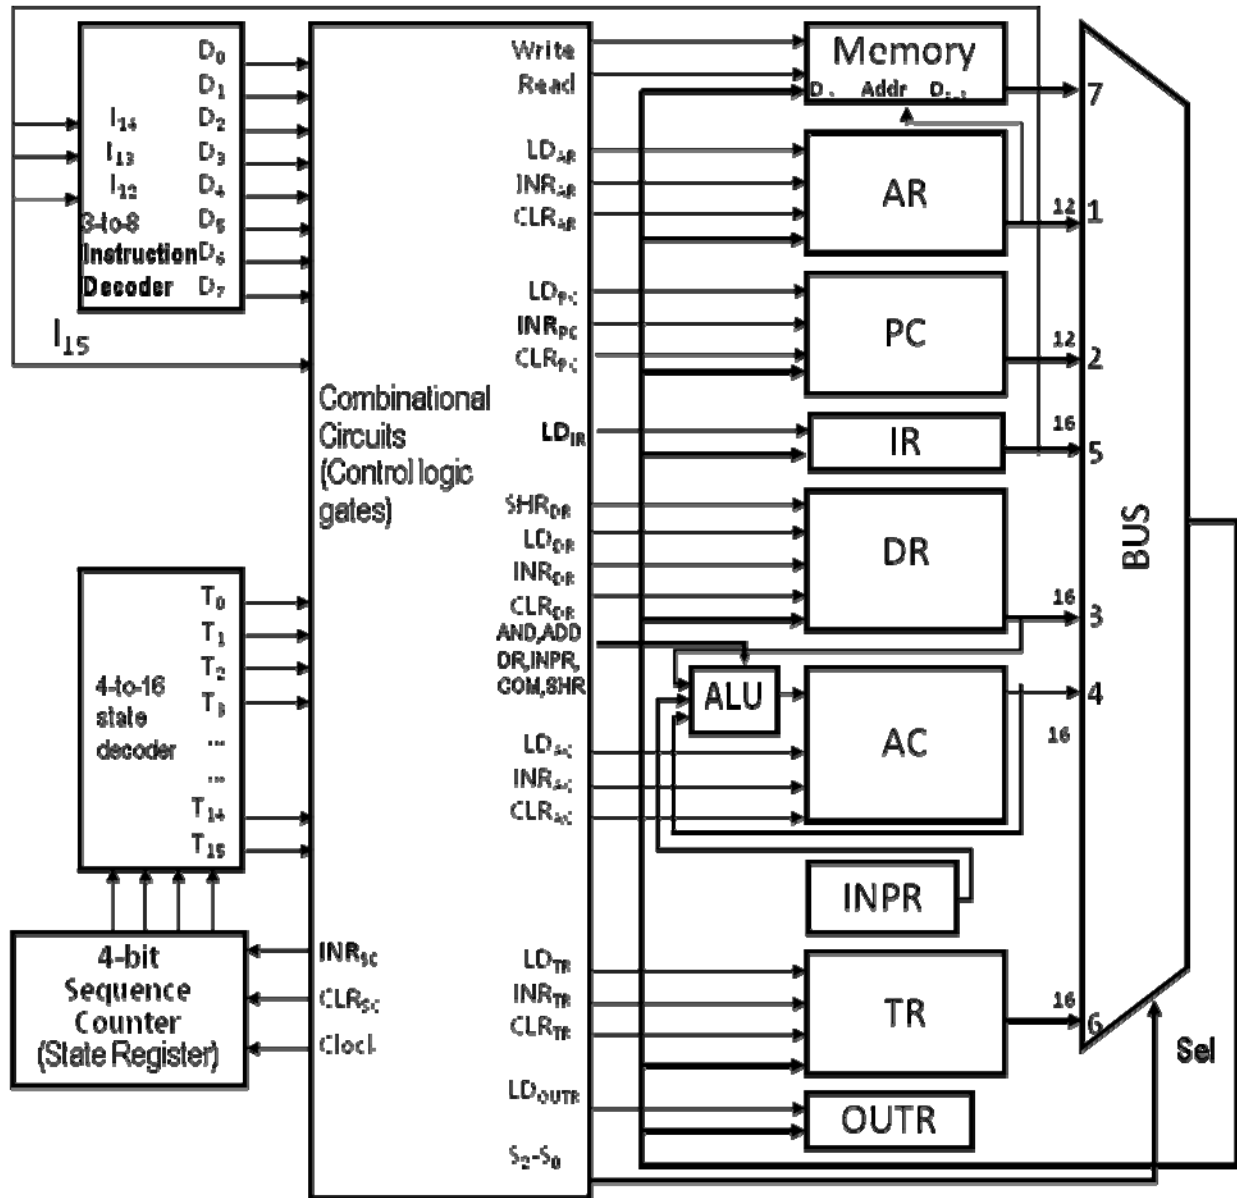 D₀
D₁
I₁₄ D₂
I₁₃ D₃
I₁₂ D₄
3-to-8 D₅
Instruction D₆
Decoder D₇
I₁₅
Combinational
Circuits
(Control logic
gates)
T₀
T₁
T₂
T₃
4-to-16
state
decoder
...
...
T₁₄
T₁₅
4-bit
Sequence
Counter
(State Register)
INR_SC
CLR_SC
Clock
Write
Read
LD_AR
INR_AR
CLR_AR
LD_PC
INR_PC
CLR_PC
LD_IR
SHR_DR
LD_DR
INR_DR
CLR_DR
AND,ADD
DR,INPR,
COM,SHR
LD_AC
INR_AC
CLR_AC
LD_TR
INR_TR
CLR_TR
LD_OUTR
S₂-S₀
Memory
Addr
AR
PC
IR
DR
ALU
AC
INPR
TR
OUTR
7
12 1
12 2
16 5
16 3
4
16
16 6
BUS
Sel